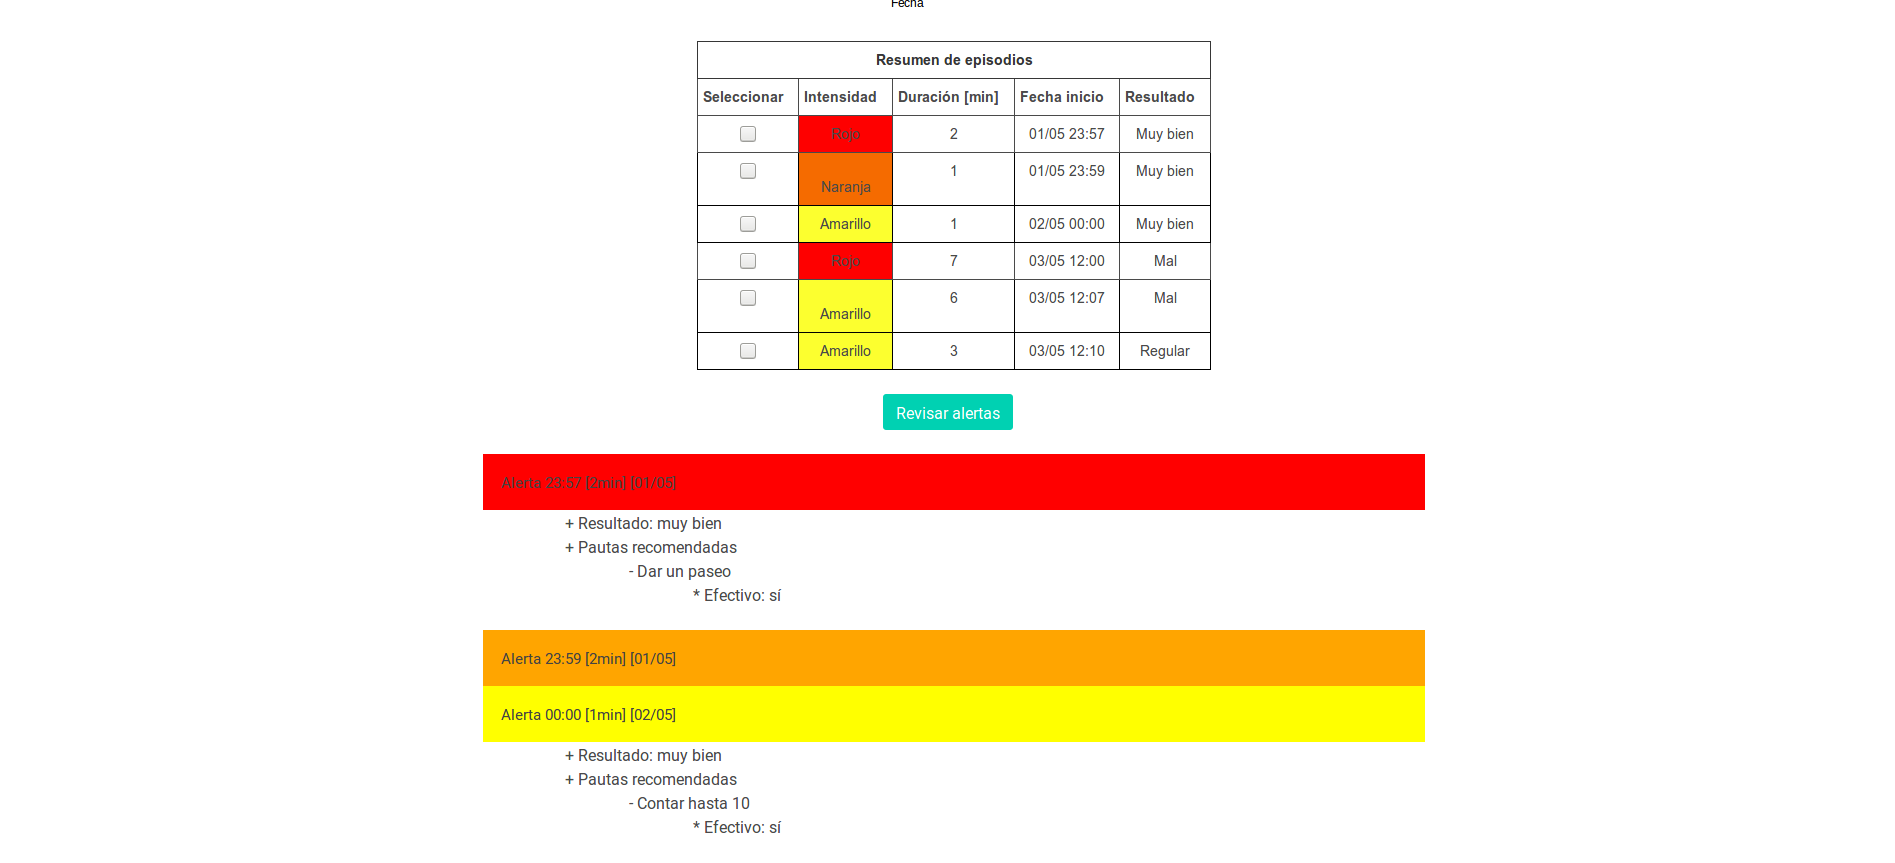 Fecha
Resumen de episodios
Seleccionar Intensidad Duración [min] Fecha inicio Resultado
Rojo 2 01/05 23:57 Muy bien
Naranja 1 01/05 23:59 Muy bien
Amarillo 1 02/05 00:00 Muy bien
Rojo 7 03/05 12:00 Mal
Amarillo 6 03/05 12:07 Mal
Amarillo 3 03/05 12:10 Regular
Revisar alertas
Alerta 23:57 [2min] [01/05]
+ Resultado: muy bien
+ Pautas recomendadas
- Dar un paseo
* Efectivo: sí
Alerta 23:59 [2min] [01/05]
Alerta 00:00 [1min] [02/05]
+ Resultado: muy bien
+ Pautas recomendadas
- Contar hasta 10
* Efectivo: sí